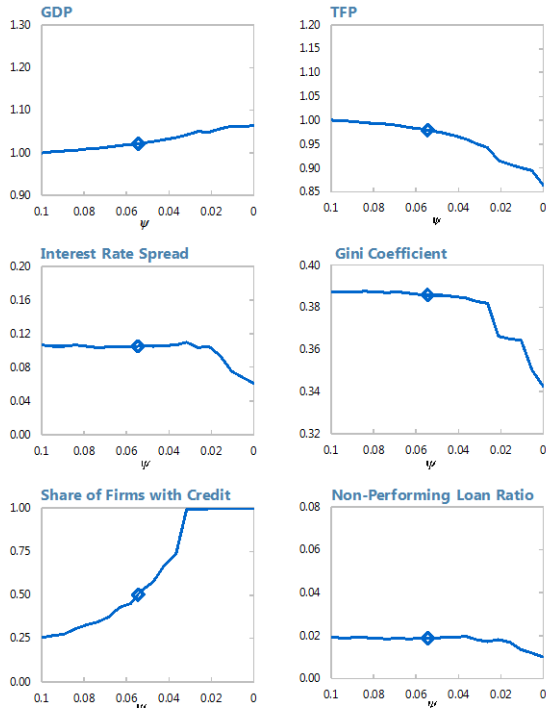 GDP
1.30
1.20
1.10
1.00
0.90
0.1 0.08 0.06 0.04 0.02 0
ψ
TFP
1.20
1.15
1.10
1.05
1.00
0.95
0.90
0.85
0.1 0.08 0.06 0.04 0.02 0
ψ
Interest Rate Spread
0.20
0.16
0.12
0.08
0.04
0.00
0.1 0.08 0.06 0.04 0.02 0
ψ
Gini Coefficient
0.40
0.38
0.36
0.34
0.32
0.1 0.08 0.06 0.04 0.02 0
ψ
Share of Firms with Credit
1.00
0.75
0.50
0.25
0.00
0.1 0.08 0.06 0.04 0.02 0
ψ
Non-Performing Loan Ratio
0.08
0.06
0.04
0.02
0.00
0.1 0.08 0.06 0.04 0.02 0
ψ